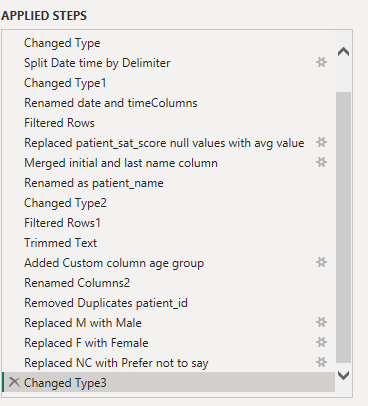 APPLIED STEPS
Changed Type
Split Date time by Delimiter
Changed Type1
Renamed date and timeColumns
Filtered Rows
Replaced patient_sat_score null values with avg value
Merged initial and last name column
Renamed as patient_name
Changed Type2
Filtered Rows1
Trimmed Text
Added Custom column age group
Renamed Columns2
Removed Duplicates patient_id
Replaced M with Male
Replaced F with Female
Replaced NC with Prefer not to say
Changed Type3